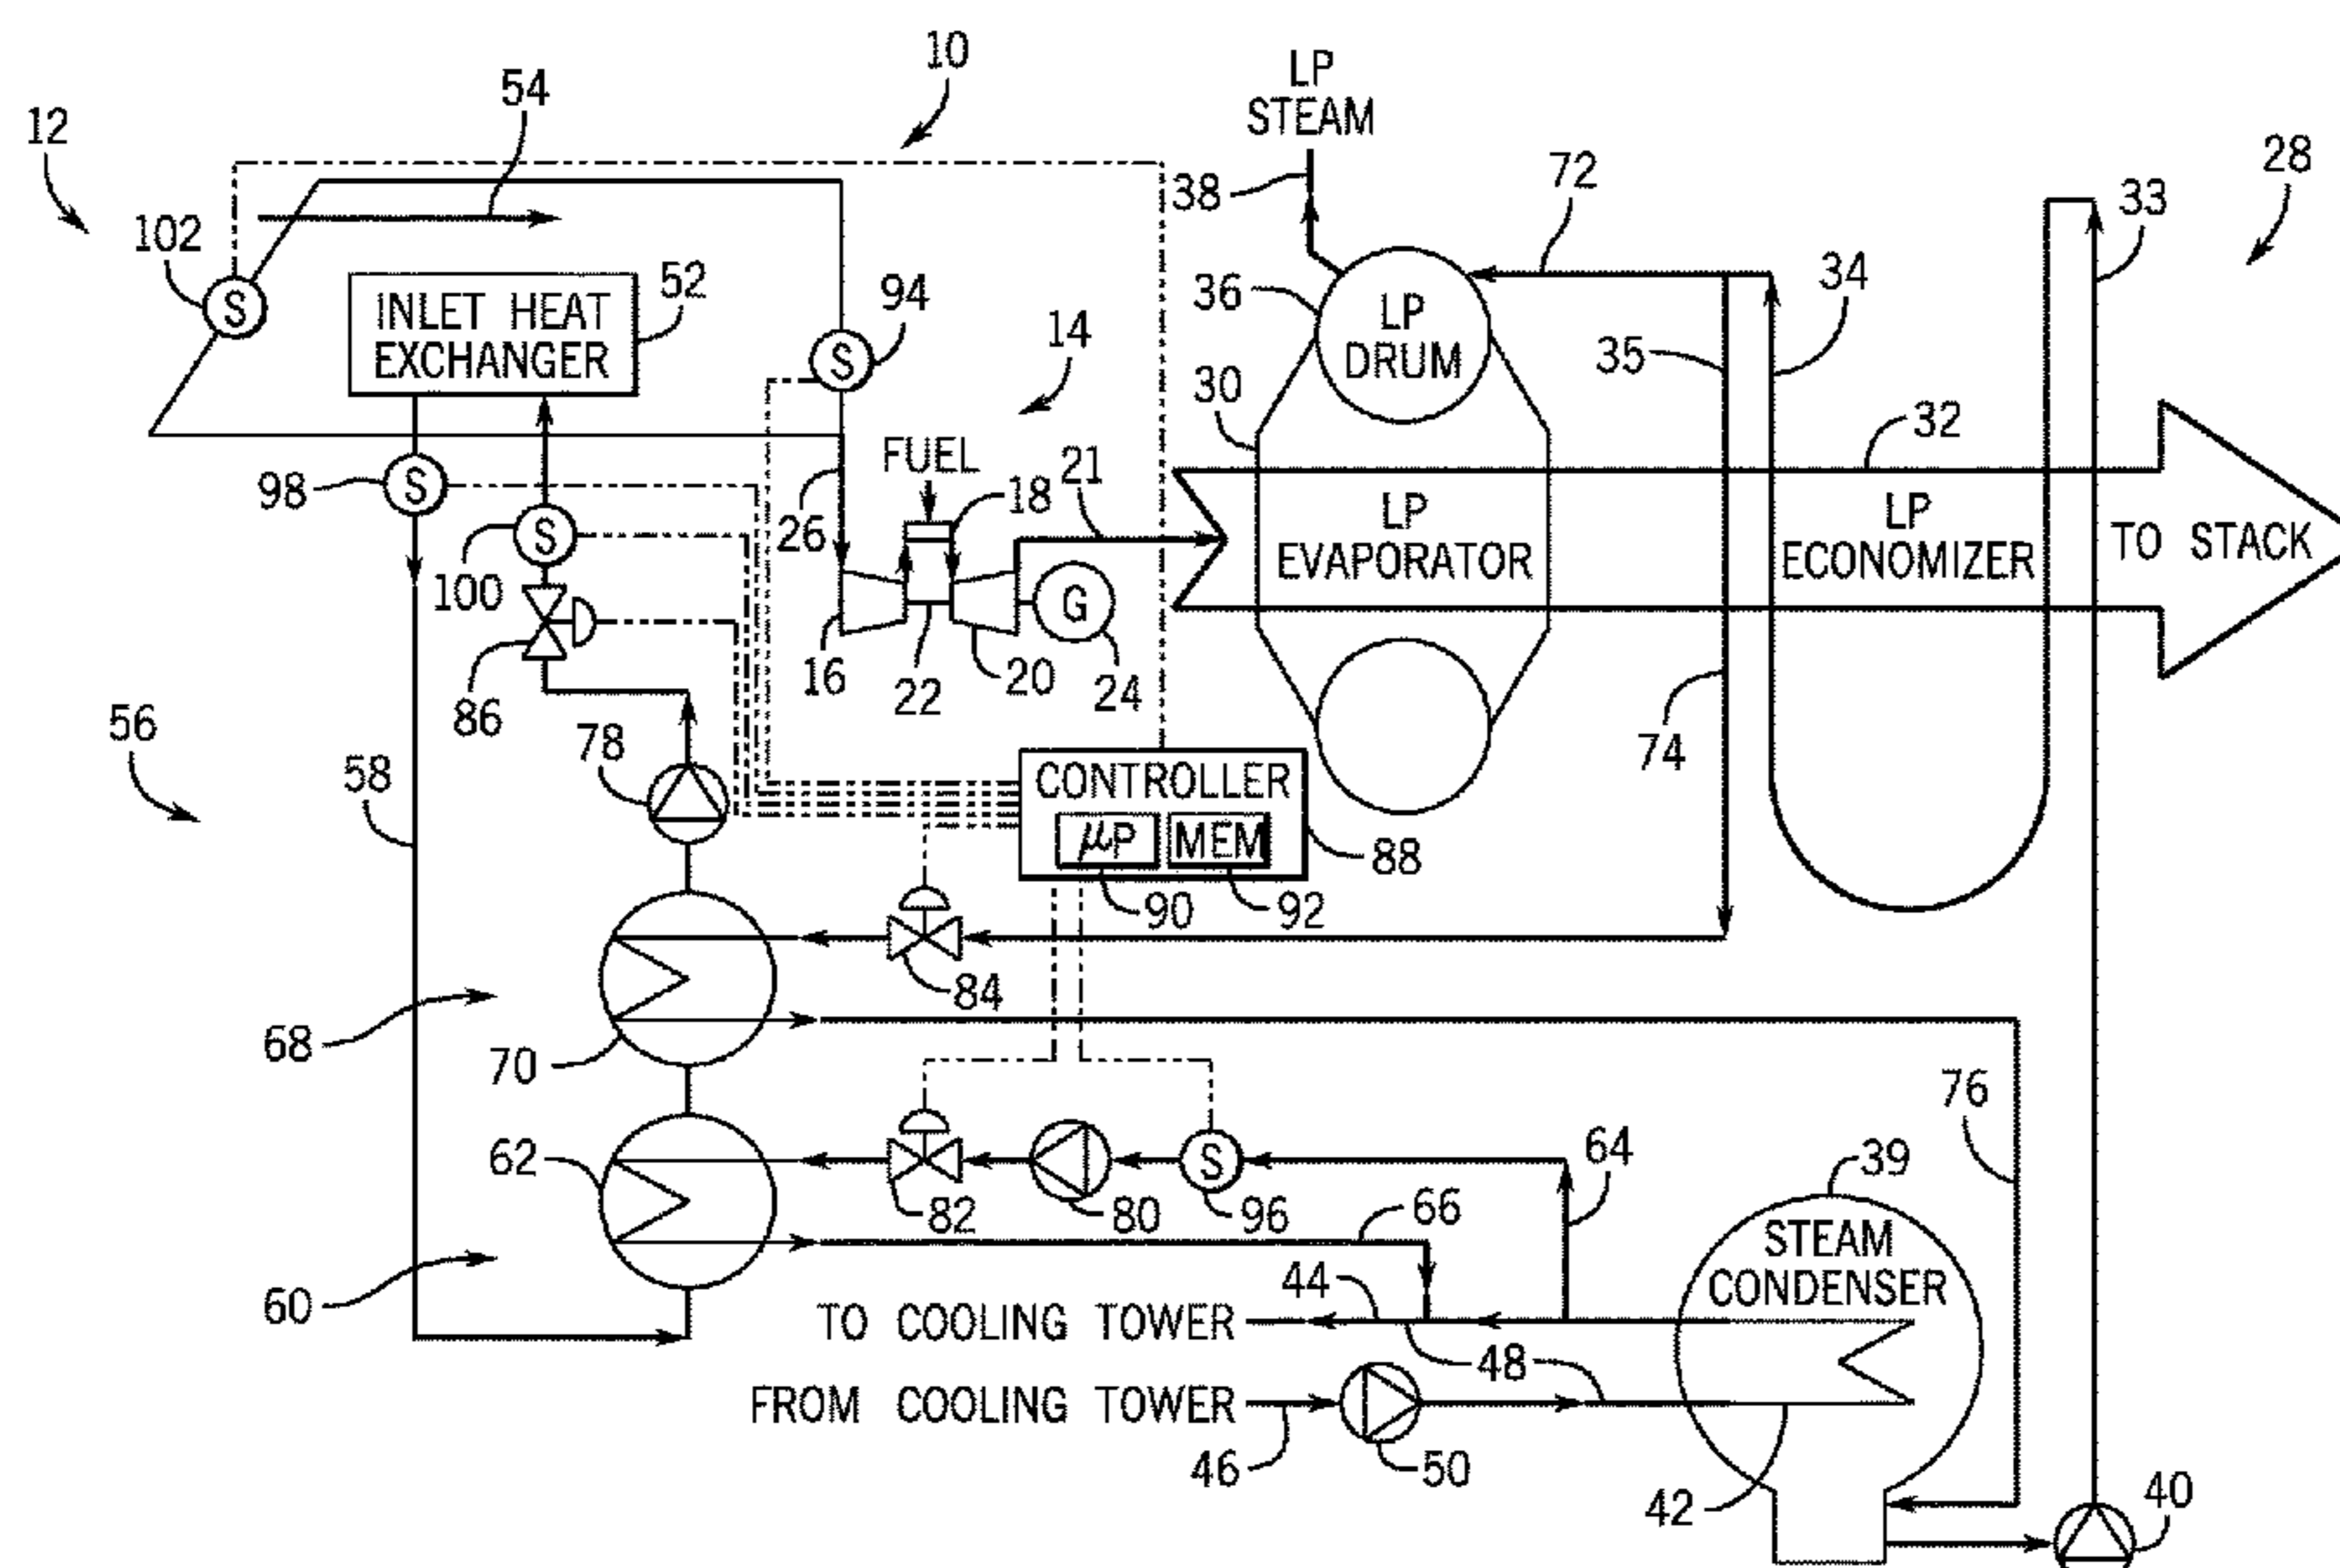 10
LP
STEAM
54
12
72
28
38
33
102
S
INLET HEAT
EXCHANGER
52
94
S
36
LP
DRUM
34
14
35
30
32
98
S
FUEL
21
18
26
LP
EVAPORATOR
LP
ECONOMIZER
TO STACK
100
S
G
16
22
20
24
86
56
78
58
74
CONTROLLER
µP
MEM
88
90
92
84
68
70
76
62
82
80
S
96
64
66
39
STEAM
CONDENSER
60
44
TO COOLING TOWER
48
FROM COOLING TOWER
46
50
42
40